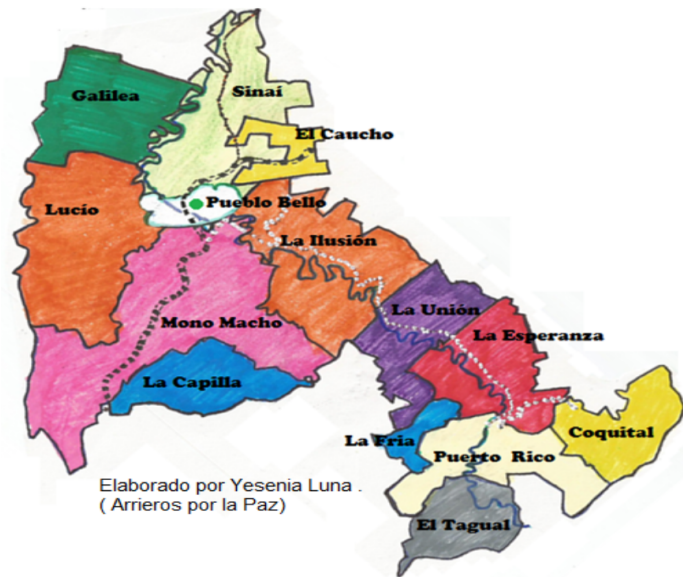 Galilea
Sinaí
El Caucho
Lucío
Pueblo Bello
La Ilusión
La Unión
Mono Macho
La Esperanza
La Capilla
La Fria
Coquital
Puerto Rico
Elaborado por Yesenia Luna .
( Arrieros por la Paz)
El Tagual